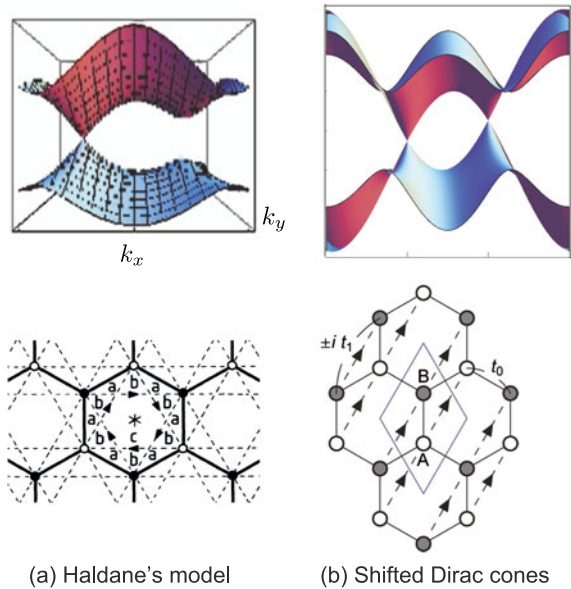 k_y
k_x
±i t_1
t_0
a b a
b b
a * a
b c b
a b a
B
A
(a) Haldane's model
(b) Shifted Dirac cones